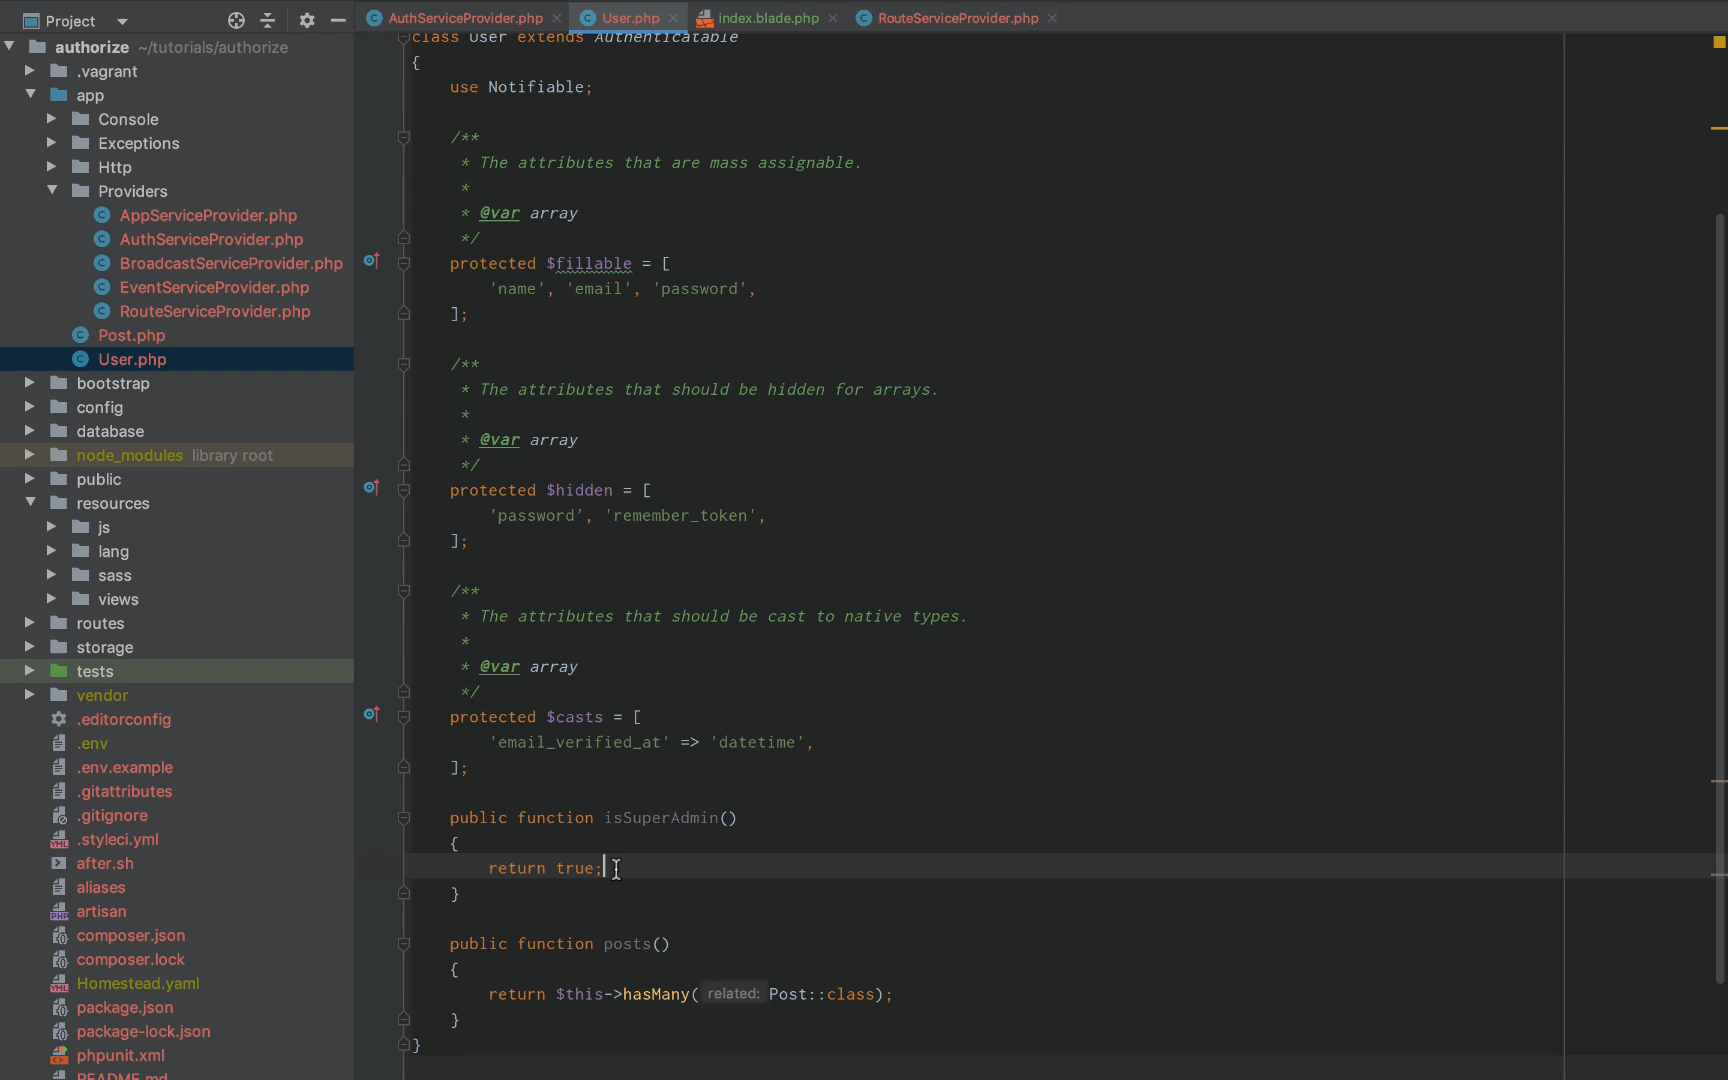 Project
AuthServiceProvider.php
User.php
index.blade.php
RouteServiceProvider.php
authorize ~/tutorials/authorize
.vagrant
app
Console
Exceptions
Http
Providers
AppServiceProvider.php
AuthServiceProvider.php
BroadcastServiceProvider.php
EventServiceProvider.php
RouteServiceProvider.php
Post.php
User.php
bootstrap
config
database
node_modules library root
public
resources
js
lang
sass
views
routes
storage
tests
vendor
.editorconfig
.env
.env.example
.gitattributes
.gitignore
.styleci.yml
after.sh
aliases
artisan
composer.json
composer.lock
Homestead.yaml
package.json
package-lock.json
phpunit.xml
README.md
class User extends Authenticatable
{
use Notifiable;
/**
* The attributes that are mass assignable.
*
* @var array
*/
protected $fillable = [
'name', 'email', 'password',
];
/**
* The attributes that should be hidden for arrays.
*
* @var array
*/
protected $hidden = [
'password', 'remember_token',
];
/**
* The attributes that should be cast to native types.
*
* @var array
*/
protected $casts = [
'email_verified_at' => 'datetime',
];
public function isSuperAdmin()
{
return true;
}
public function posts()
{
return $this->hasMany( related: Post::class);
}
}